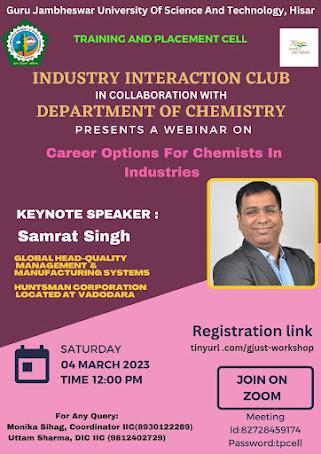 Guru Jambheswar University Of Science And Technology, Hisar
TRAINING AND PLACEMENT CELL
INDUSTRY INTERACTION CLUB
IN COLLABORATION WITH
DEPARTMENT OF CHEMISTRY
PRESENTS A WEBINAR ON
Career Options For Chemists In
Industries
KEYNOTE SPEAKER :
Samrat Singh
GLOBAL HEAD-QUALITY
MANAGEMENT &
MANUFACTURING SYSTEMS
HUNTSMAN CORPORATION
LOCATED AT VADODARA
Registration link
tinyurl .com/gjust-workshop
SATURDAY
04 MARCH 2023
TIME 12:00 PM
JOIN ON
ZOOM
For Any Query:
Monika Sihag, Coordinator IIC(8930122289)
Uttam Sharma, DIC IIC (9812402729)
Meeting
Id:82728459174
Password:tpcell